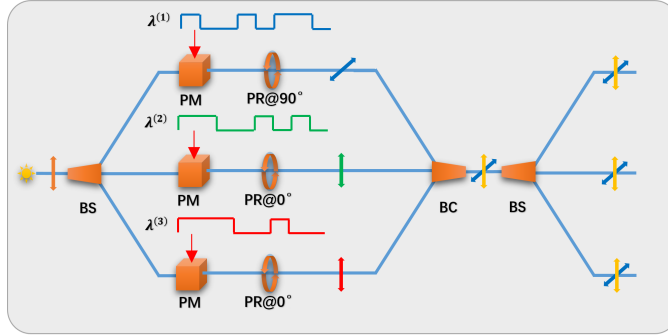 λ⁽¹⁾
PM
PR@90°
λ⁽²⁾
BS
PM
PR@0°
BC
BS
λ⁽³⁾
PM
PR@0°